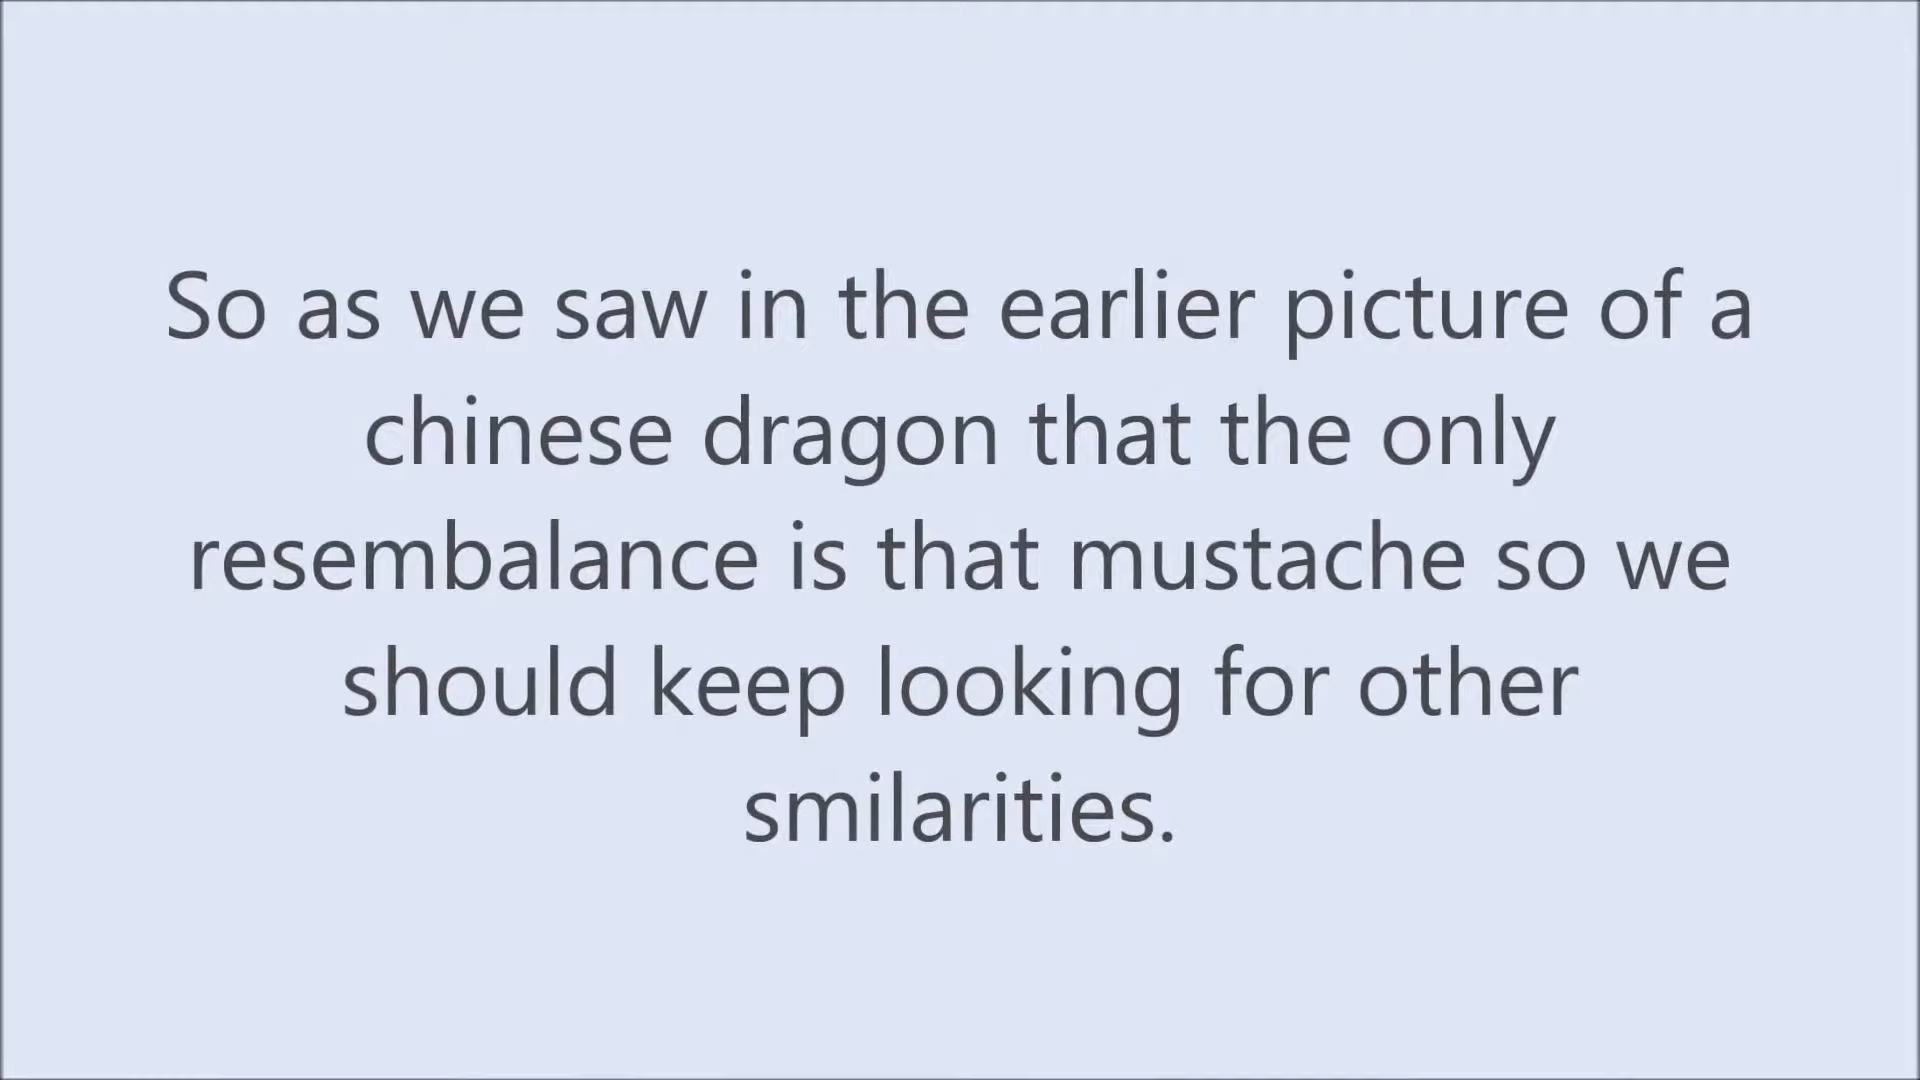 So as we saw in the earlier picture of a
chinese dragon that the only
resembalance is that mustache so we
should keep looking for other
smilarities.